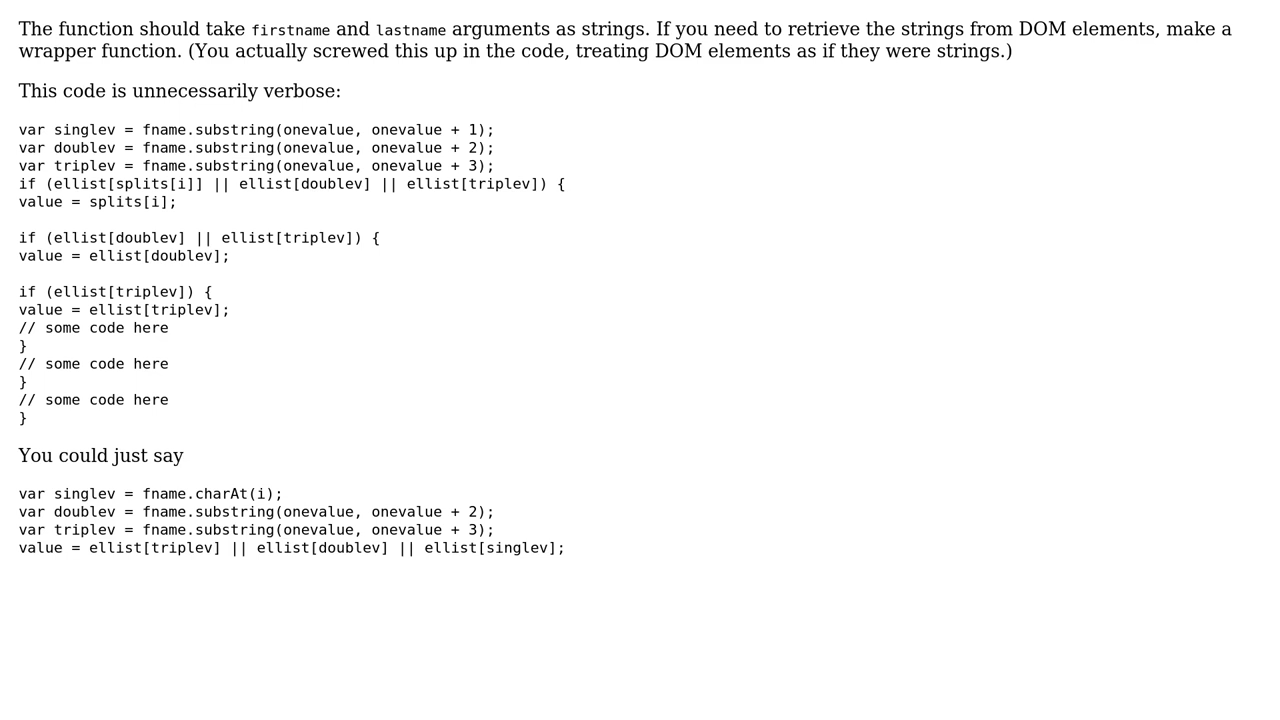 The function should take firstname and lastname arguments as strings. If you need to retrieve the strings from DOM elements, make a
wrapper function. (You actually screwed this up in the code, treating DOM elements as if they were strings.)
This code is unnecessarily verbose:
var singlev = fname.substring(onevalue, onevalue + 1);
var doublev = fname.substring(onevalue, onevalue + 2);
var triplev = fname.substring(onevalue, onevalue + 3);
if (ellist[splits[i]] || ellist[doublev] || ellist[triplev]) {
value = splits[i];
if (ellist[doublev] || ellist[triplev]) {
value = ellist[doublev];
if (ellist[triplev]) {
value = ellist[triplev];
// some code here
}
// some code here
}
// some code here
}
You could just say
var singlev = fname.charAt(i);
var doublev = fname.substring(onevalue, onevalue + 2);
var triplev = fname.substring(onevalue, onevalue + 3);
value = ellist[triplev] || ellist[doublev] || ellist[singlev];